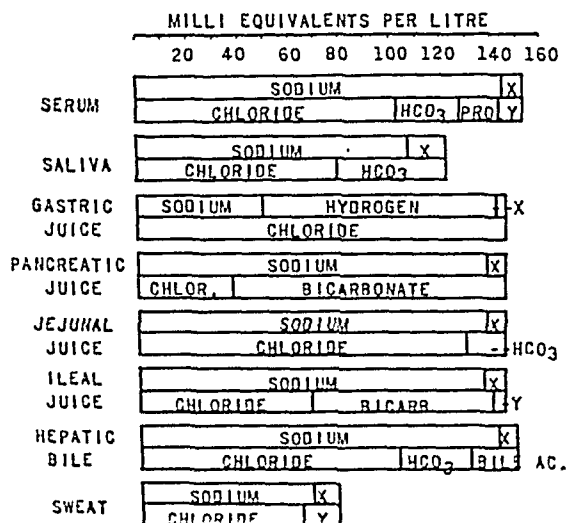 MILLI EQUIVALENTS PER LITRE
20 40 60 80 100 120 140 160
SERUM
SODIUM X
CHLORIDE HCO3 PRO Y
SALIVA
SODIUM X
CHLORIDE HCO3
GASTRIC JUICE
SODIUM HYDROGEN X
CHLORIDE
PANCREATIC JUICE
SODIUM X
CHLOR. BICARBONATE
JEJUNAL JUICE
SODIUM X
CHLORIDE HCO3
ILEAL JUICE
SODIUM X
CHLORIDE BICARB Y
HEPATIC BILE
SODIUM X
CHLORIDE HCO3 BILE AC.
SWEAT
SODIUM X
CHLORIDE Y